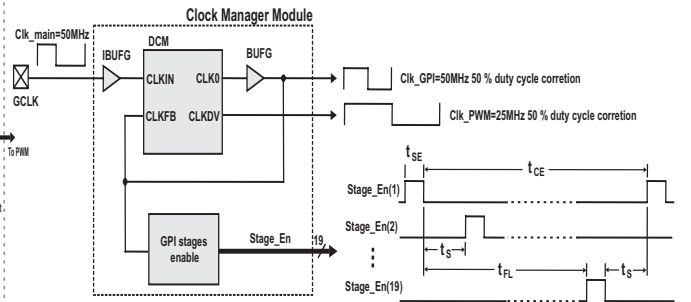 Clock Manager Module
Clk_main=50MHz
IBUFG
DCM
BUFG
CLKIN
CLK0
CLKFB
CLKDV
GCLK
To PWM
Clk_GPI=50MHz 50 % duty cycle corretion
Clk_PWM=25MHz 50 % duty cycle corretion
GPI stages
enable
Stage_En
19
t SE
t CE
Stage_En(1)
Stage_En(2)
t S
t FL
t S
Stage_En(19)